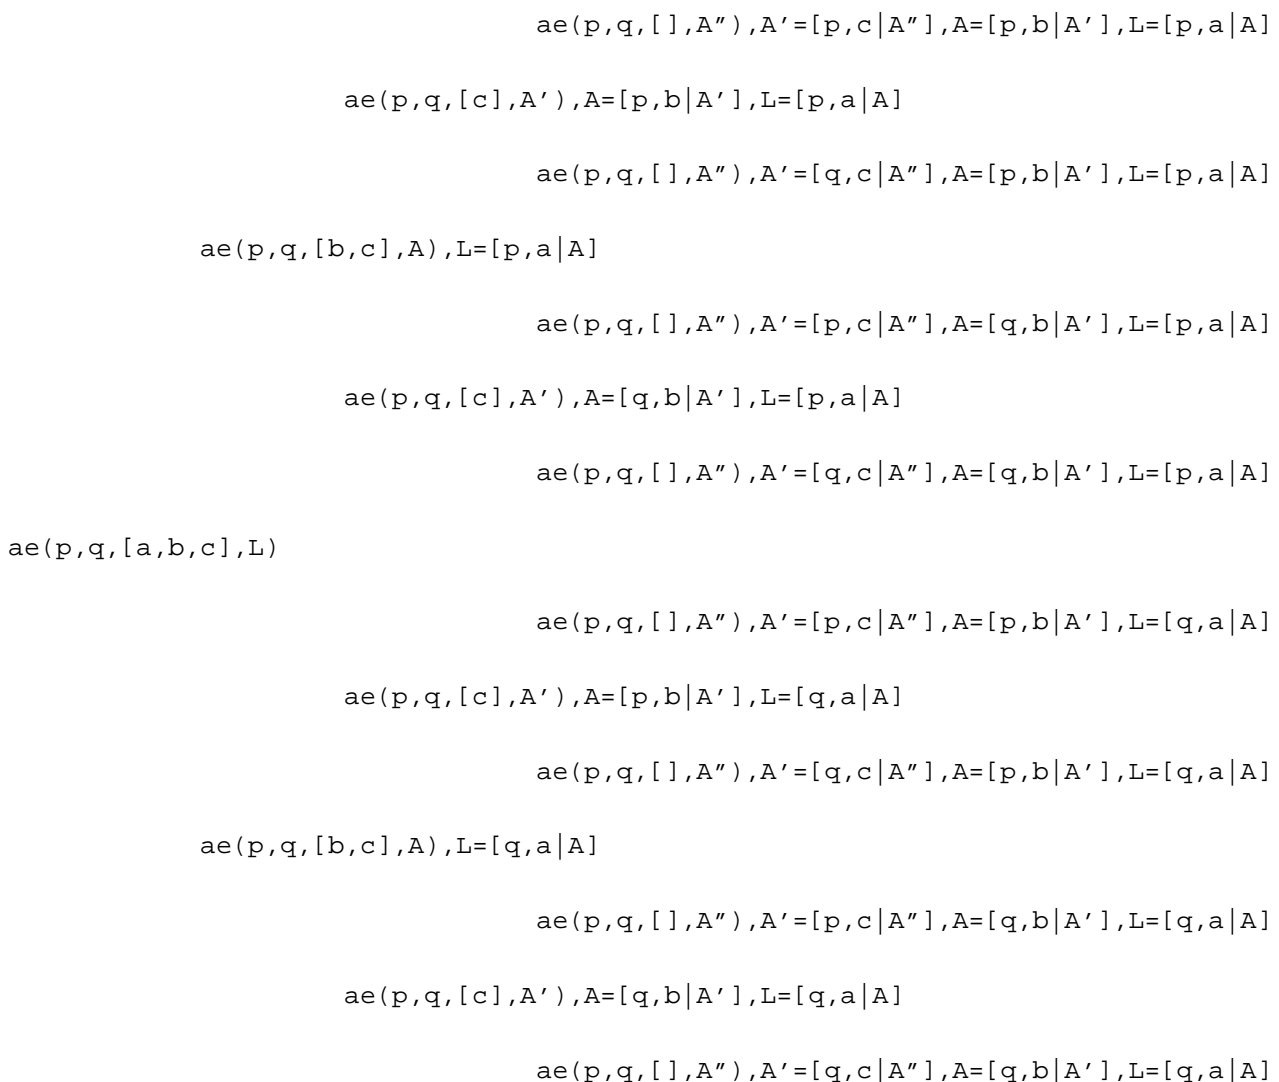 ae(p,q,[],A″),A′=[p,c|A″],A=[p,b|A′],L=[p,a|A]
ae(p,q,[c],A′),A=[p,b|A′],L=[p,a|A]
ae(p,q,[],A″),A′=[q,c|A″],A=[p,b|A′],L=[p,a|A]
ae(p,q,[b,c],A),L=[p,a|A]
ae(p,q,[],A″),A′=[p,c|A″],A=[q,b|A′],L=[p,a|A]
ae(p,q,[c],A′),A=[q,b|A′],L=[p,a|A]
ae(p,q,[],A″),A′=[q,c|A″],A=[q,b|A′],L=[p,a|A]
ae(p,q,[a,b,c],L)
ae(p,q,[],A″),A′=[p,c|A″],A=[p,b|A′],L=[q,a|A]
ae(p,q,[c],A′),A=[p,b|A′],L=[q,a|A]
ae(p,q,[],A″),A′=[q,c|A″],A=[p,b|A′],L=[q,a|A]
ae(p,q,[b,c],A),L=[q,a|A]
ae(p,q,[],A″),A′=[p,c|A″],A=[q,b|A′],L=[q,a|A]
ae(p,q,[c],A′),A=[q,b|A′],L=[q,a|A]
ae(p,q,[],A″),A′=[q,c|A″],A=[q,b|A′],L=[q,a|A]